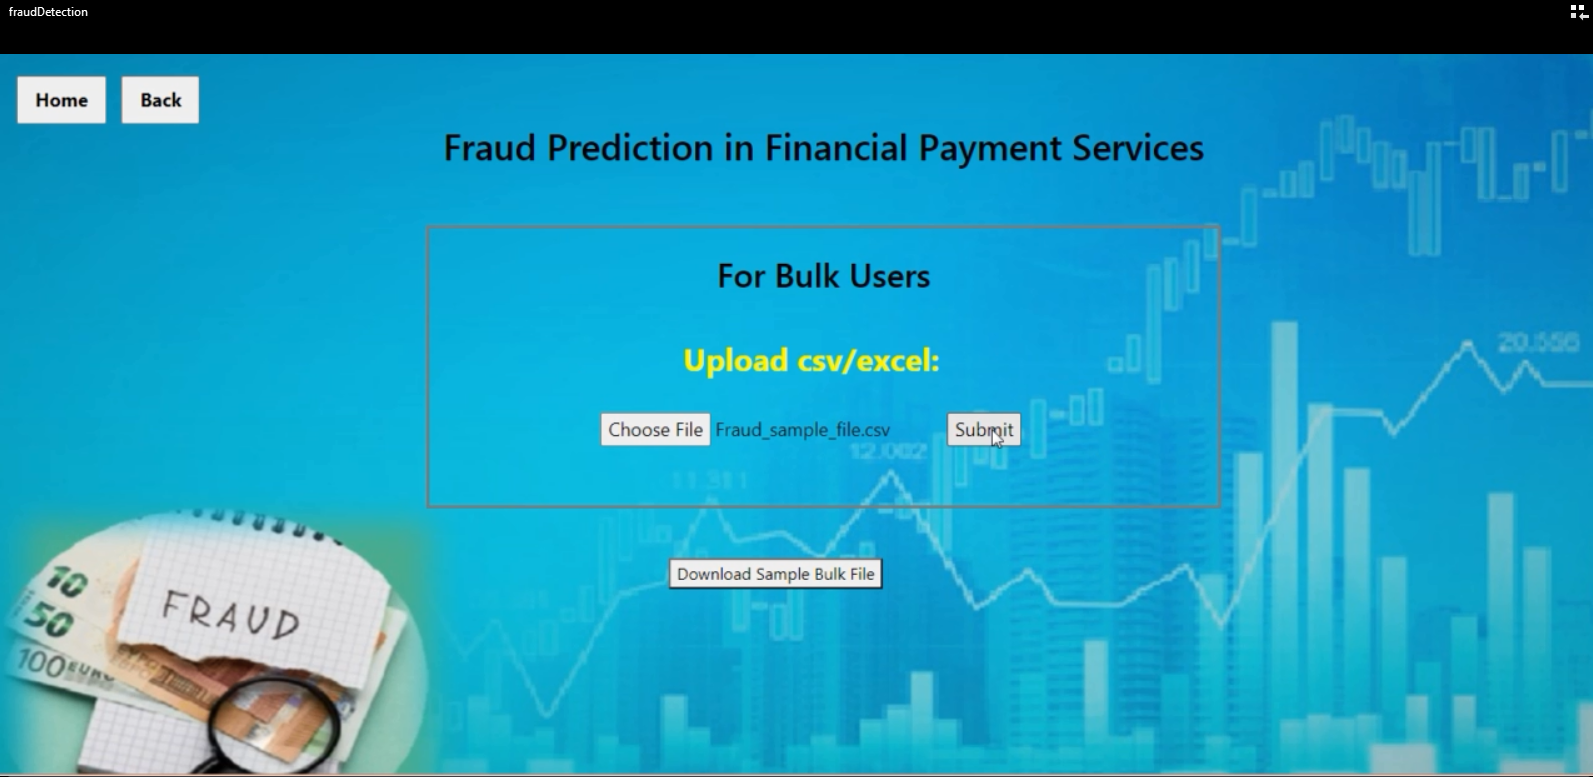 fraudDetection
Home Back
Fraud Prediction in Financial Payment Services
For Bulk Users
Upload csv/excel:
Choose File Fraud_sample_file.csv Submit
12.002
11.311
20.556
Download Sample Bulk File
10
50
100 EURO
FRAUD